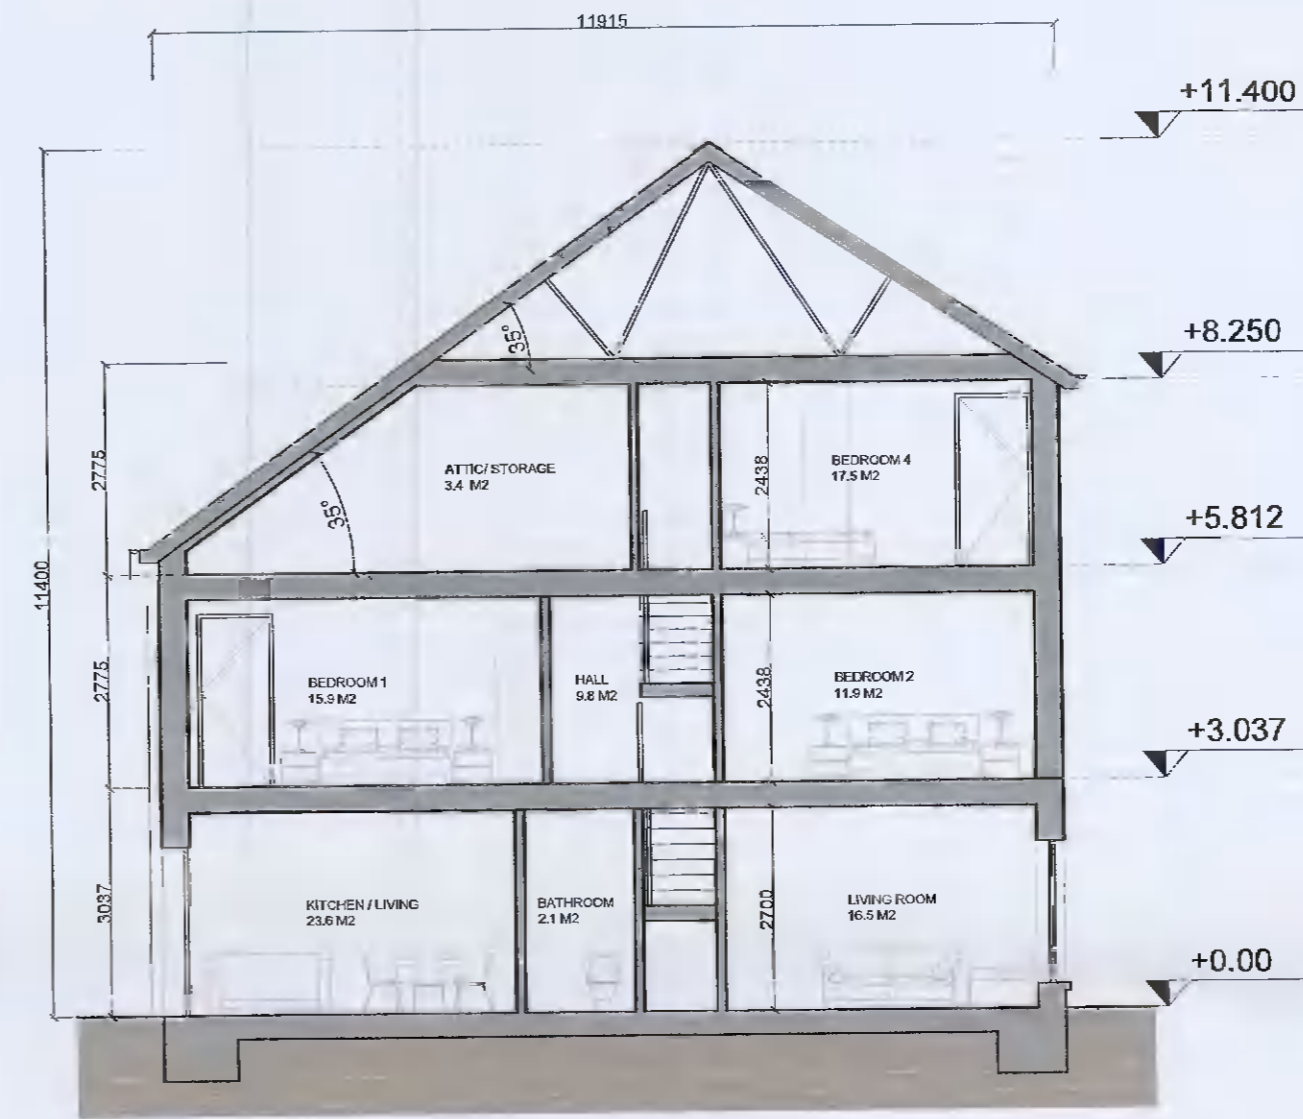 11915
+11.400
+8.250
35°
2775
ATTIC/ STORAGE
3.4 M2
2438
BEDROOM 4
17.5 M2
35°
+5.812
11400
2775
BEDROOM 1
15.9 M2
HALL
9.8 M2
2438
BEDROOM 2
11.9 M2
+3.037
3037
KITCHEN / LIVING
23.6 M2
BATHROOM
2.1 M2
2700
LIVING ROOM
16.5 M2
+0.00